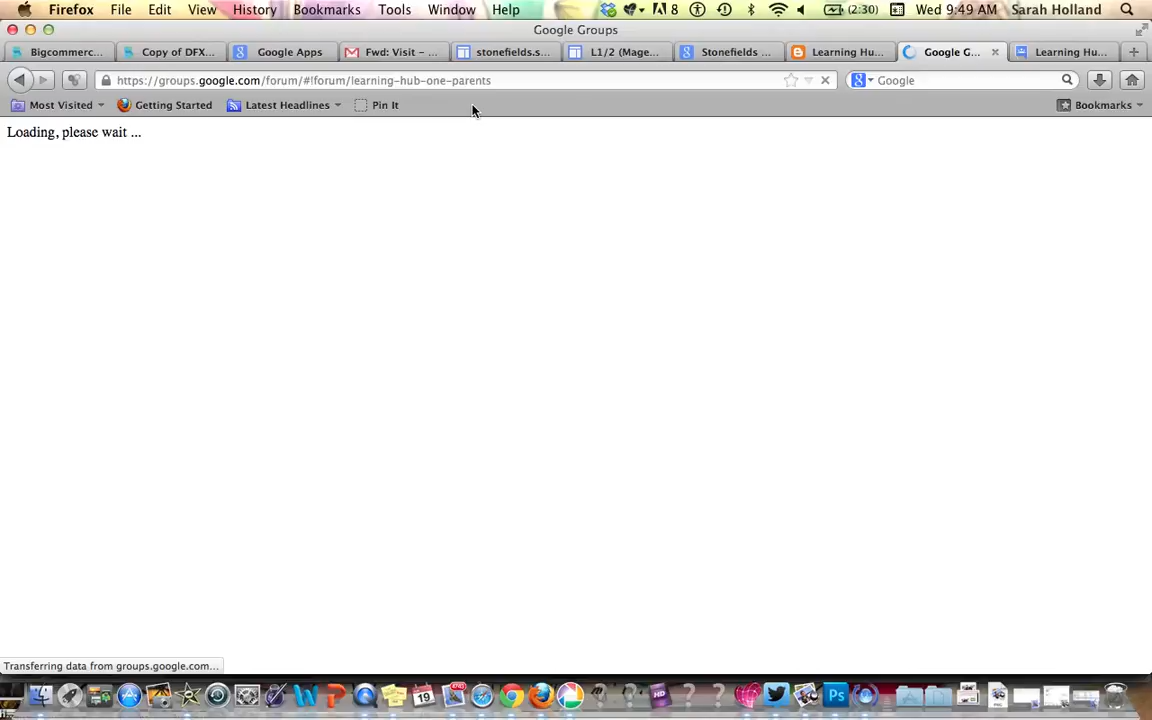 Firefox File Edit View History Bookmarks Tools Window Help 8 (2:30) Wed 9:49 AM Sarah Holland
Google Groups
Bigcommerc... Copy of DFX... Google Apps Fwd: Visit – ... stonefields.s... L1/2 (Mage... Stonefields ... Learning Hu... Google G... Learning Hu...
https://groups.google.com/forum/#!forum/learning-hub-one-parents Google
Most Visited Getting Started Latest Headlines Pin It Bookmarks
Loading, please wait ...
Transferring data from groups.google.com...
19 HD Ps